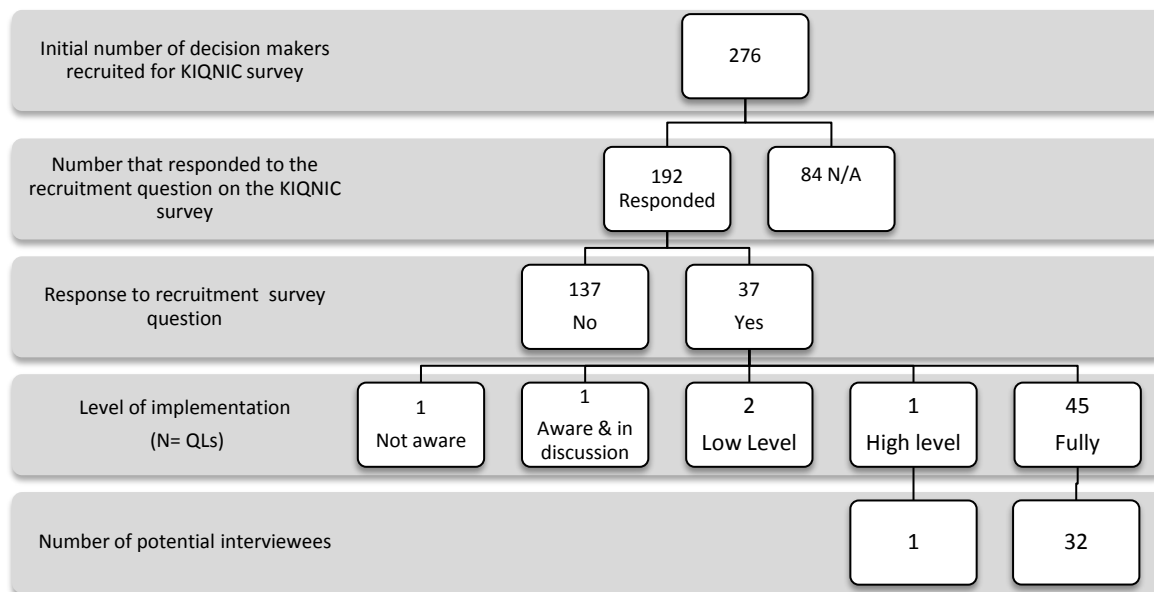 Initial number of decision makers
recruited for KIQNIC survey
276
Number that responded to the
recruitment question on the KIQNIC
survey
192
Responded
84 N/A
Response to recruitment survey
question
137
No
37
Yes
Level of implementation
(N= QLs)
1
Not aware
1
Aware & in
discussion
2
Low Level
1
High level
45
Fully
Number of potential interviewees
1
32